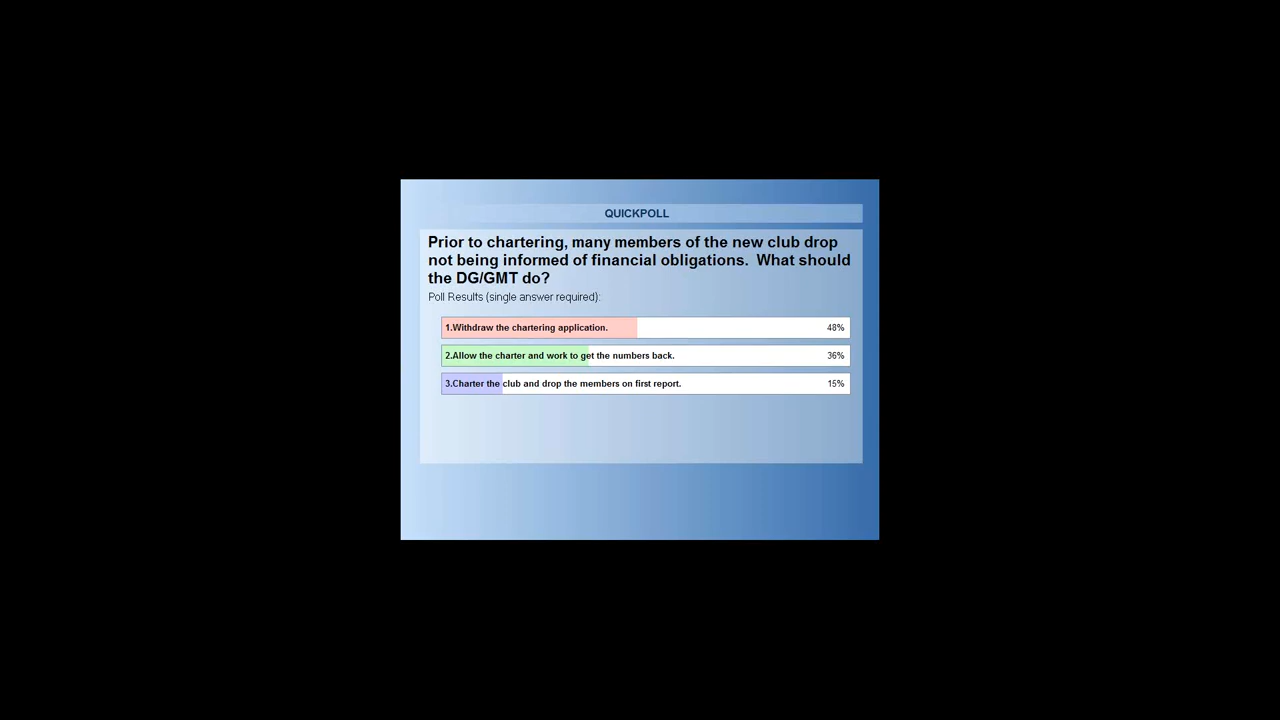 QUICKPOLL
Prior to chartering, many members of the new club drop
not being informed of financial obligations.  What should
the DG/GMT do?
Poll Results (single answer required):
1.Withdraw the chartering application. 48%
2.Allow the charter and work to get the numbers back. 36%
3.Charter the club and drop the members on first report. 15%